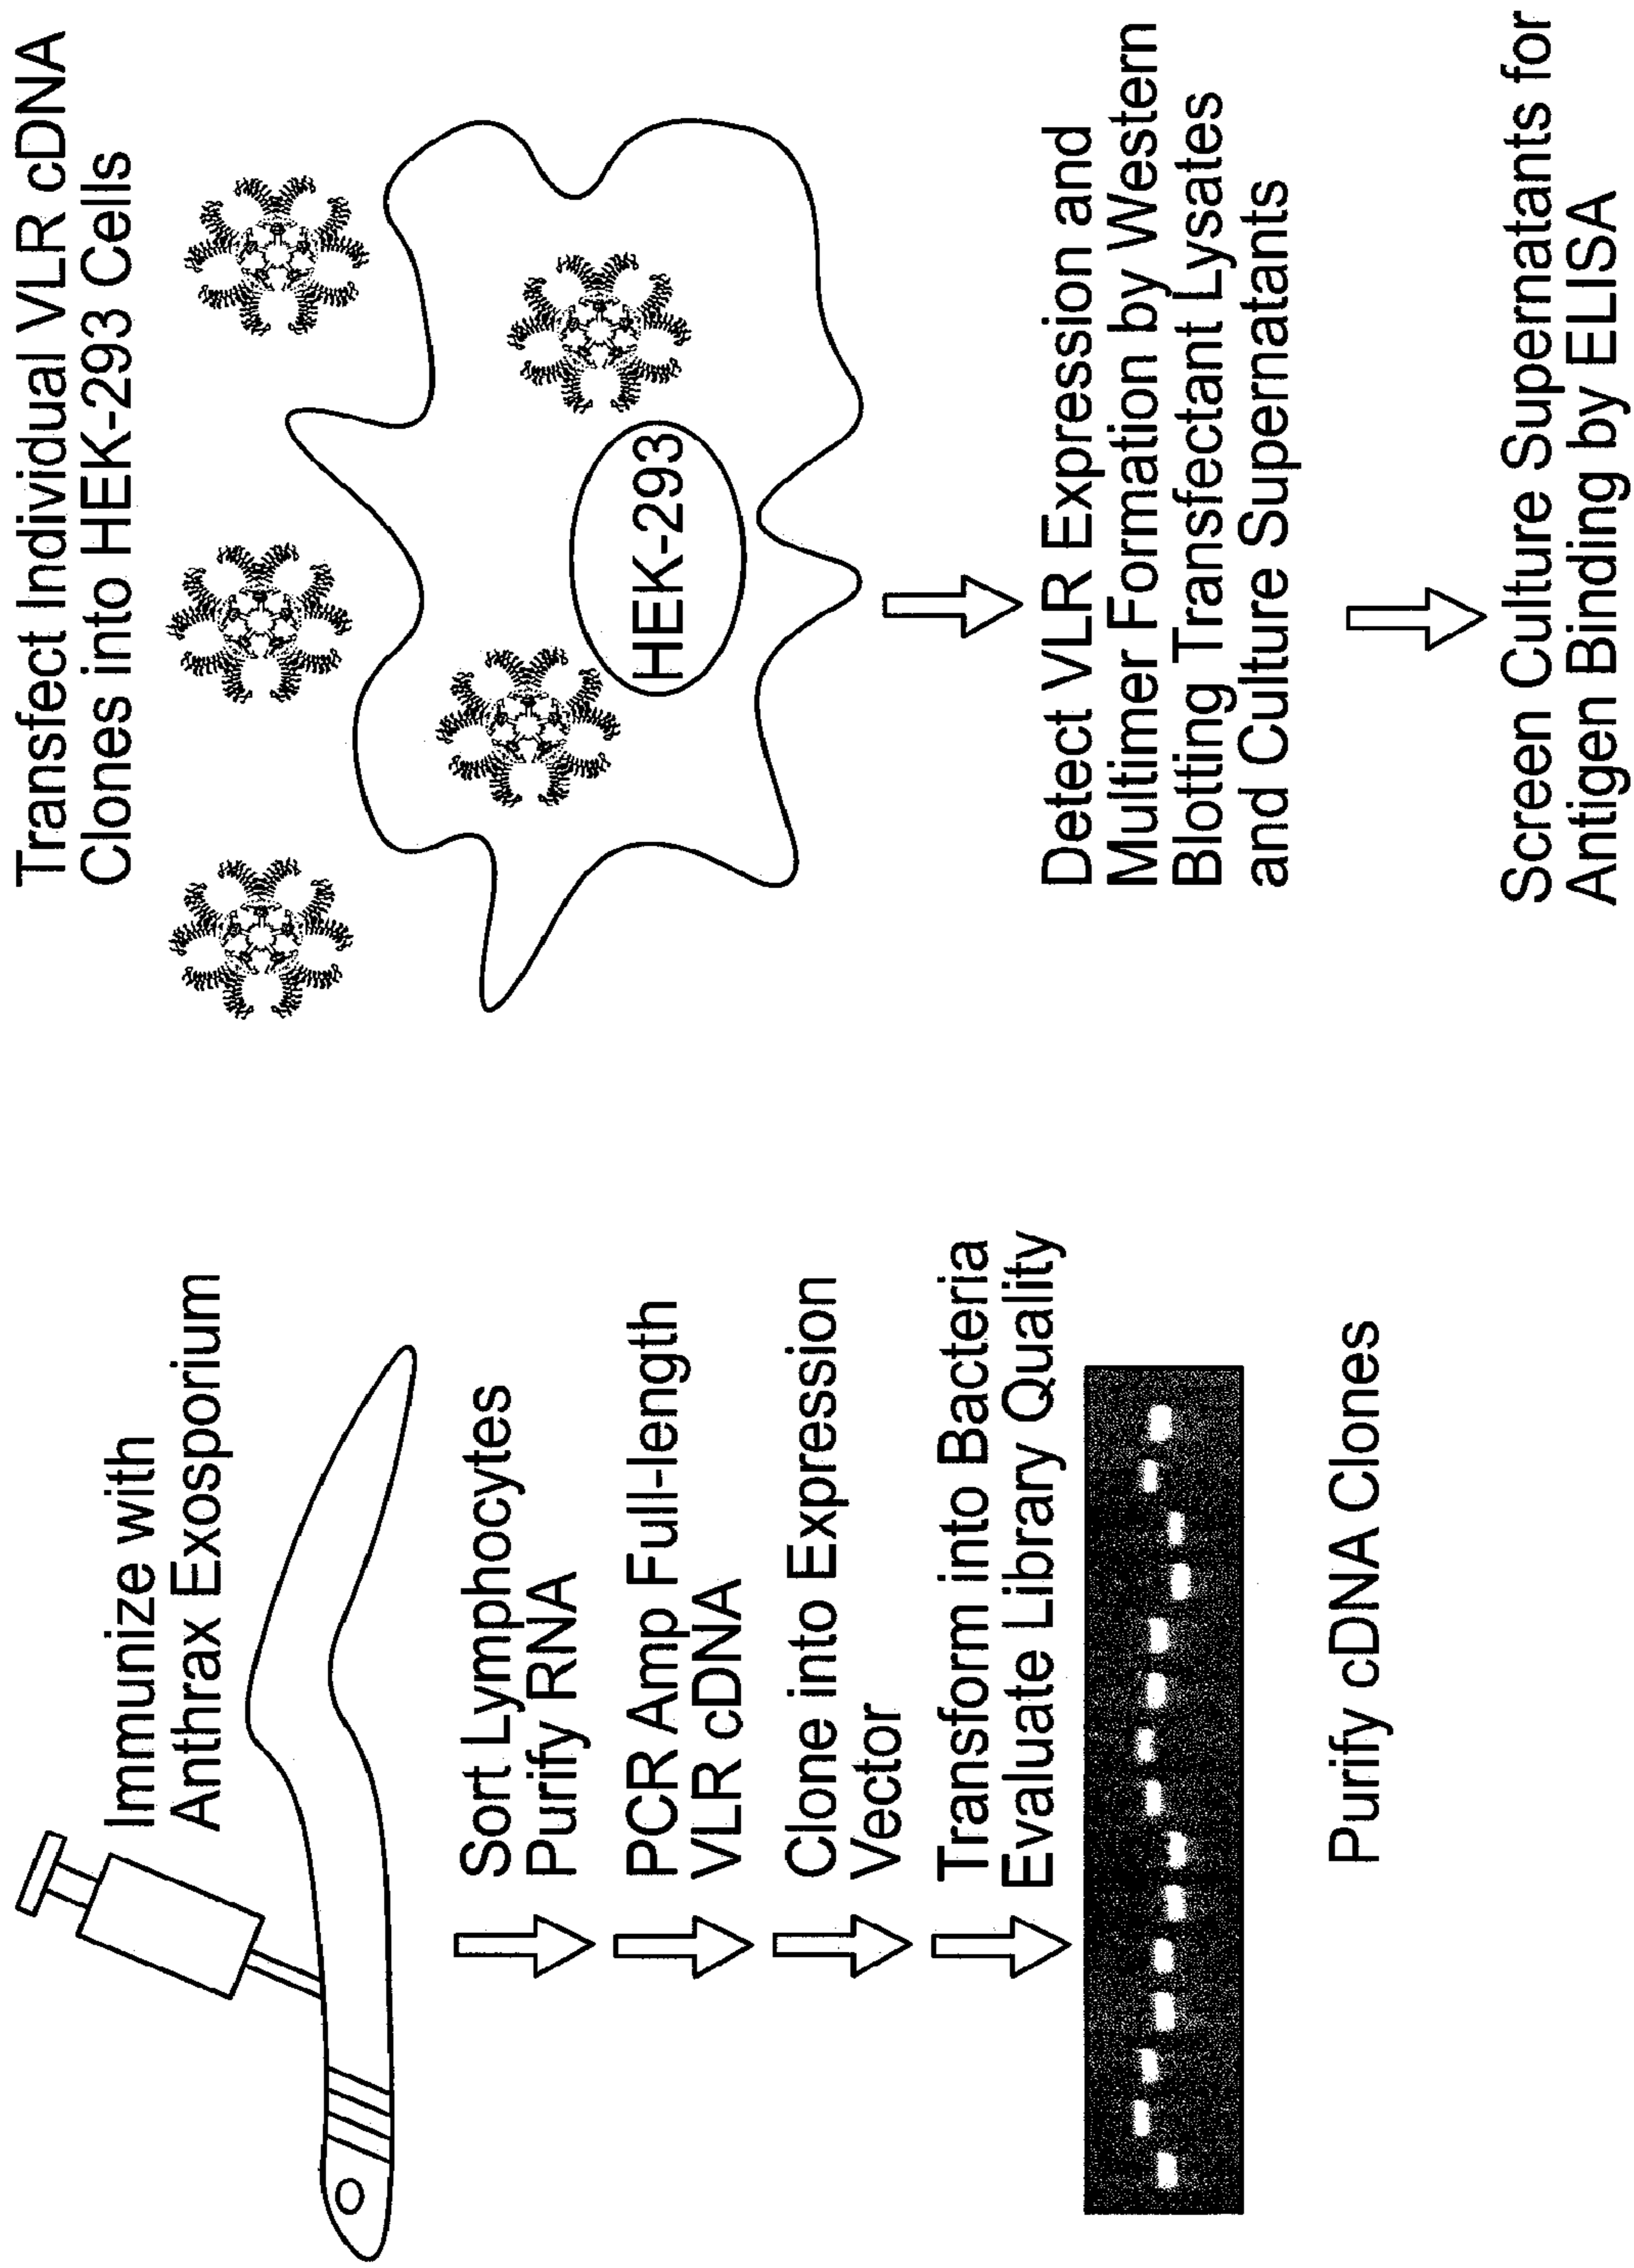 Immunize with
Anthrax Exosporium
Sort Lymphocytes
Purify RNA
PCR Amp Full-length
VLR cDNA
Clone into Expression
Vector
Transform into Bacteria
Evaluate Library Quality
Purify cDNA Clones
Transfect Individual VLR cDNA
Clones into HEK-293 Cells
HEK-293
Detect VLR Expression and
Multimer Formation by Western
Blotting Transfectant Lysates
and Culture Supernatants
Screen Culture Supernatants for
Antigen Binding by ELISA